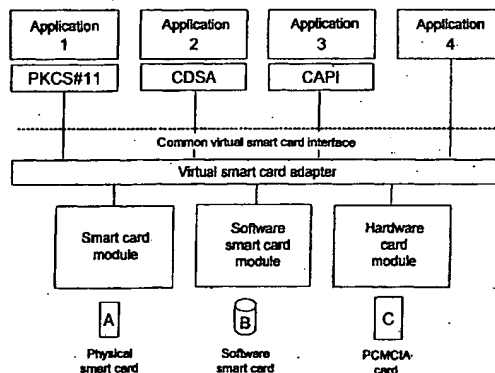 Application
1
Application
2
Application
3
Application
4
PKCS#11
CDSA
CAPI
Common virtual smart card interface
Virtual smart card adapter
Smart card
module
Software
smart card
module
Hardware
card
module
A
B
C
Physical
smart card
Software
smart card
PCMCIA-
card